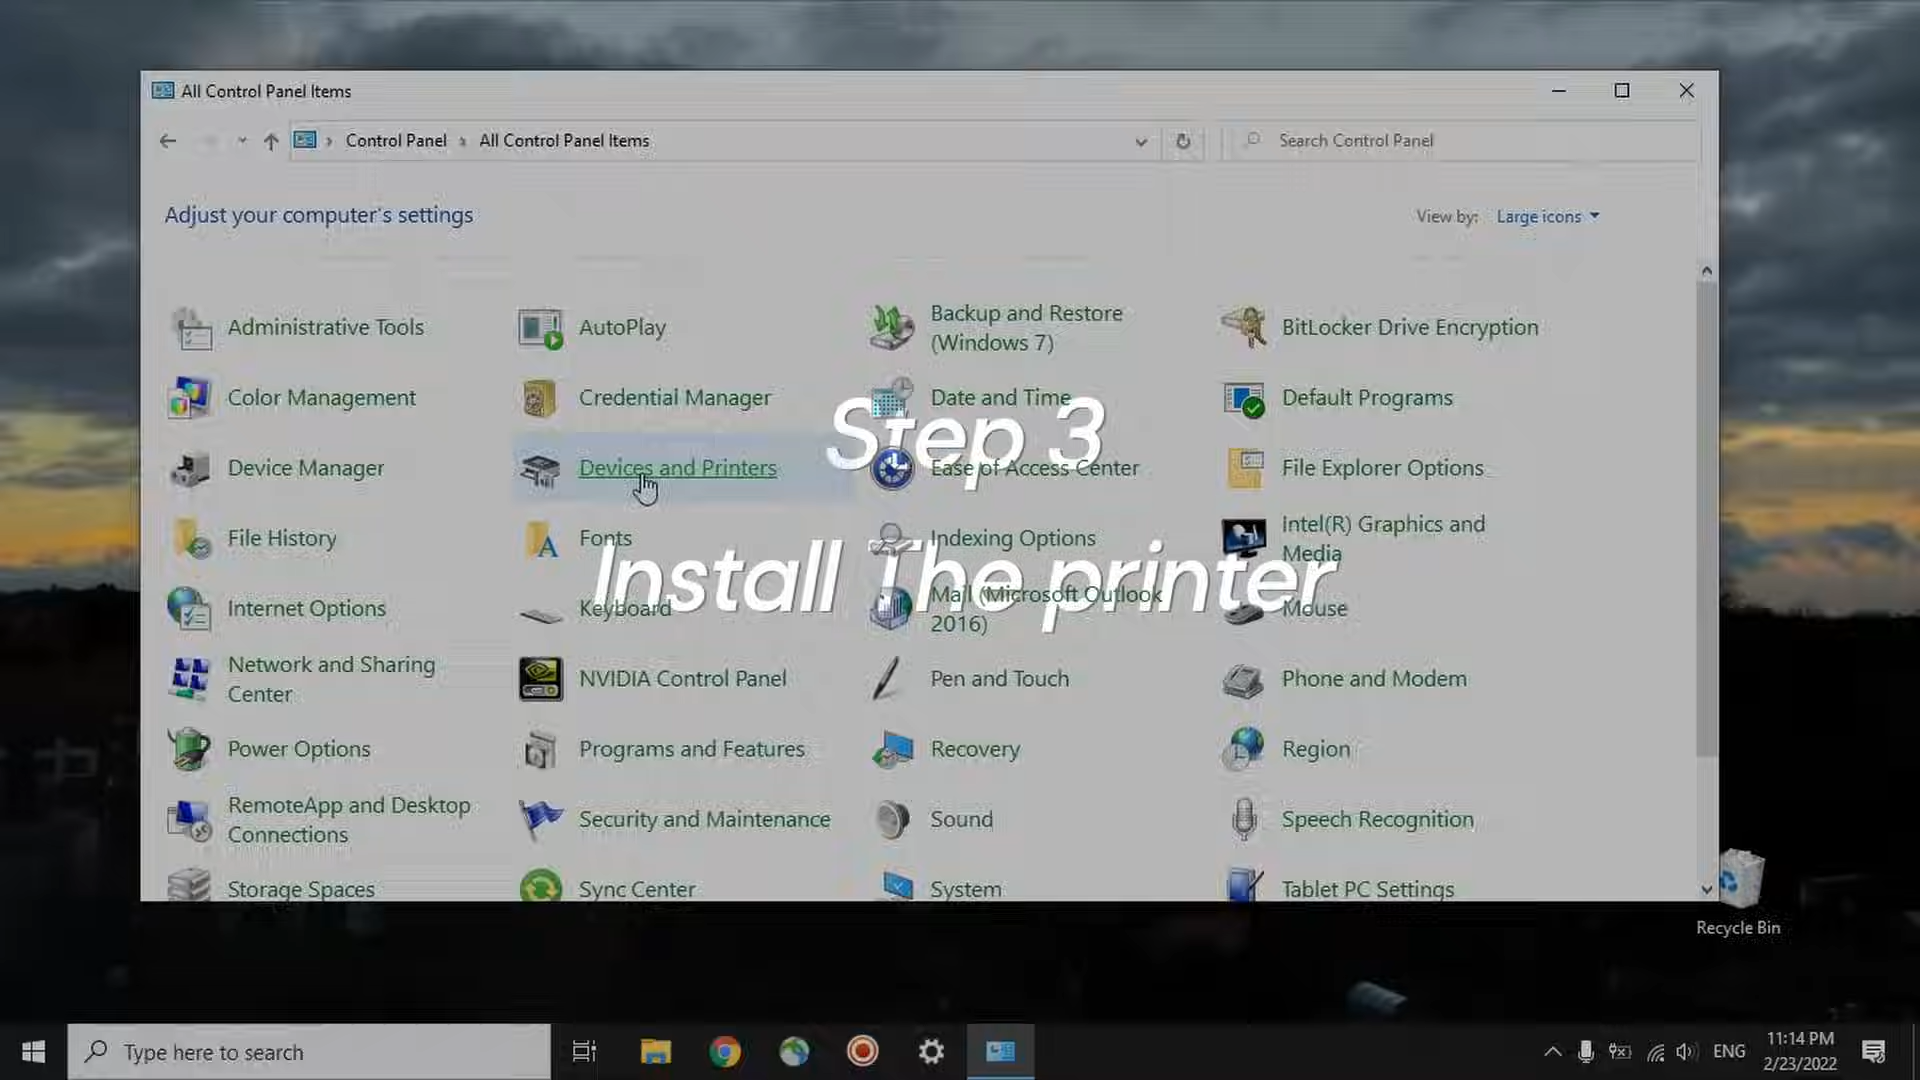 All Control Panel Items
Control Panel › All Control Panel Items
Search Control Panel
Adjust your computer's settings
View by: Large icons
Administrative Tools
AutoPlay
Backup and Restore
(Windows 7)
BitLocker Drive Encryption
Color Management
Credential Manager
Date and Time
Default Programs
Step 3
Device Manager
Devices and Printers
Ease of Access Center
File Explorer Options
File History
Fonts
Indexing Options
Intel(R) Graphics and
Media
Install The printer
Internet Options
Keyboard
Mail (Microsoft Outlook
2016)
Mouse
Network and Sharing
Center
NVIDIA Control Panel
Pen and Touch
Phone and Modem
Power Options
Programs and Features
Recovery
Region
RemoteApp and Desktop
Connections
Security and Maintenance
Sound
Speech Recognition
Storage Spaces
Sync Center
System
Tablet PC Settings
Recycle Bin
Type here to search
ENG
11:14 PM
2/23/2022